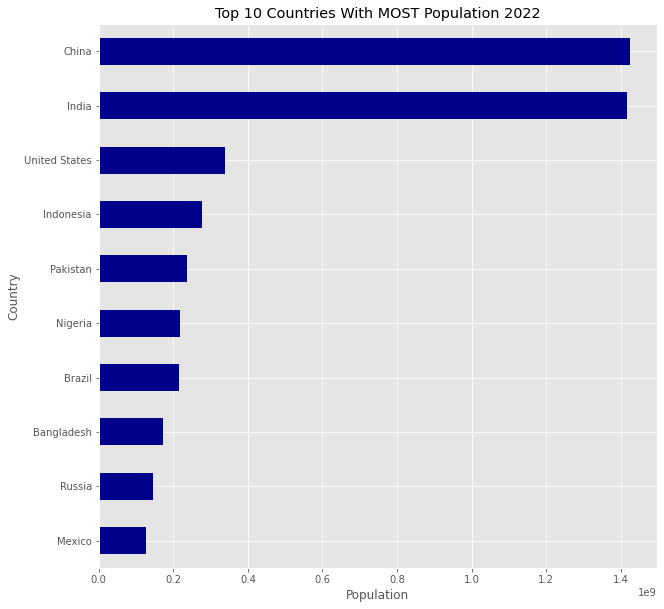 Top 10 Countries With MOST Population 2022
China
India
United States
Indonesia
Pakistan
Nigeria
Brazil
Bangladesh
Russia
Mexico
Country
0.0 0.2 0.4 0.6 0.8 1.0 1.2 1.4
1e9
Population